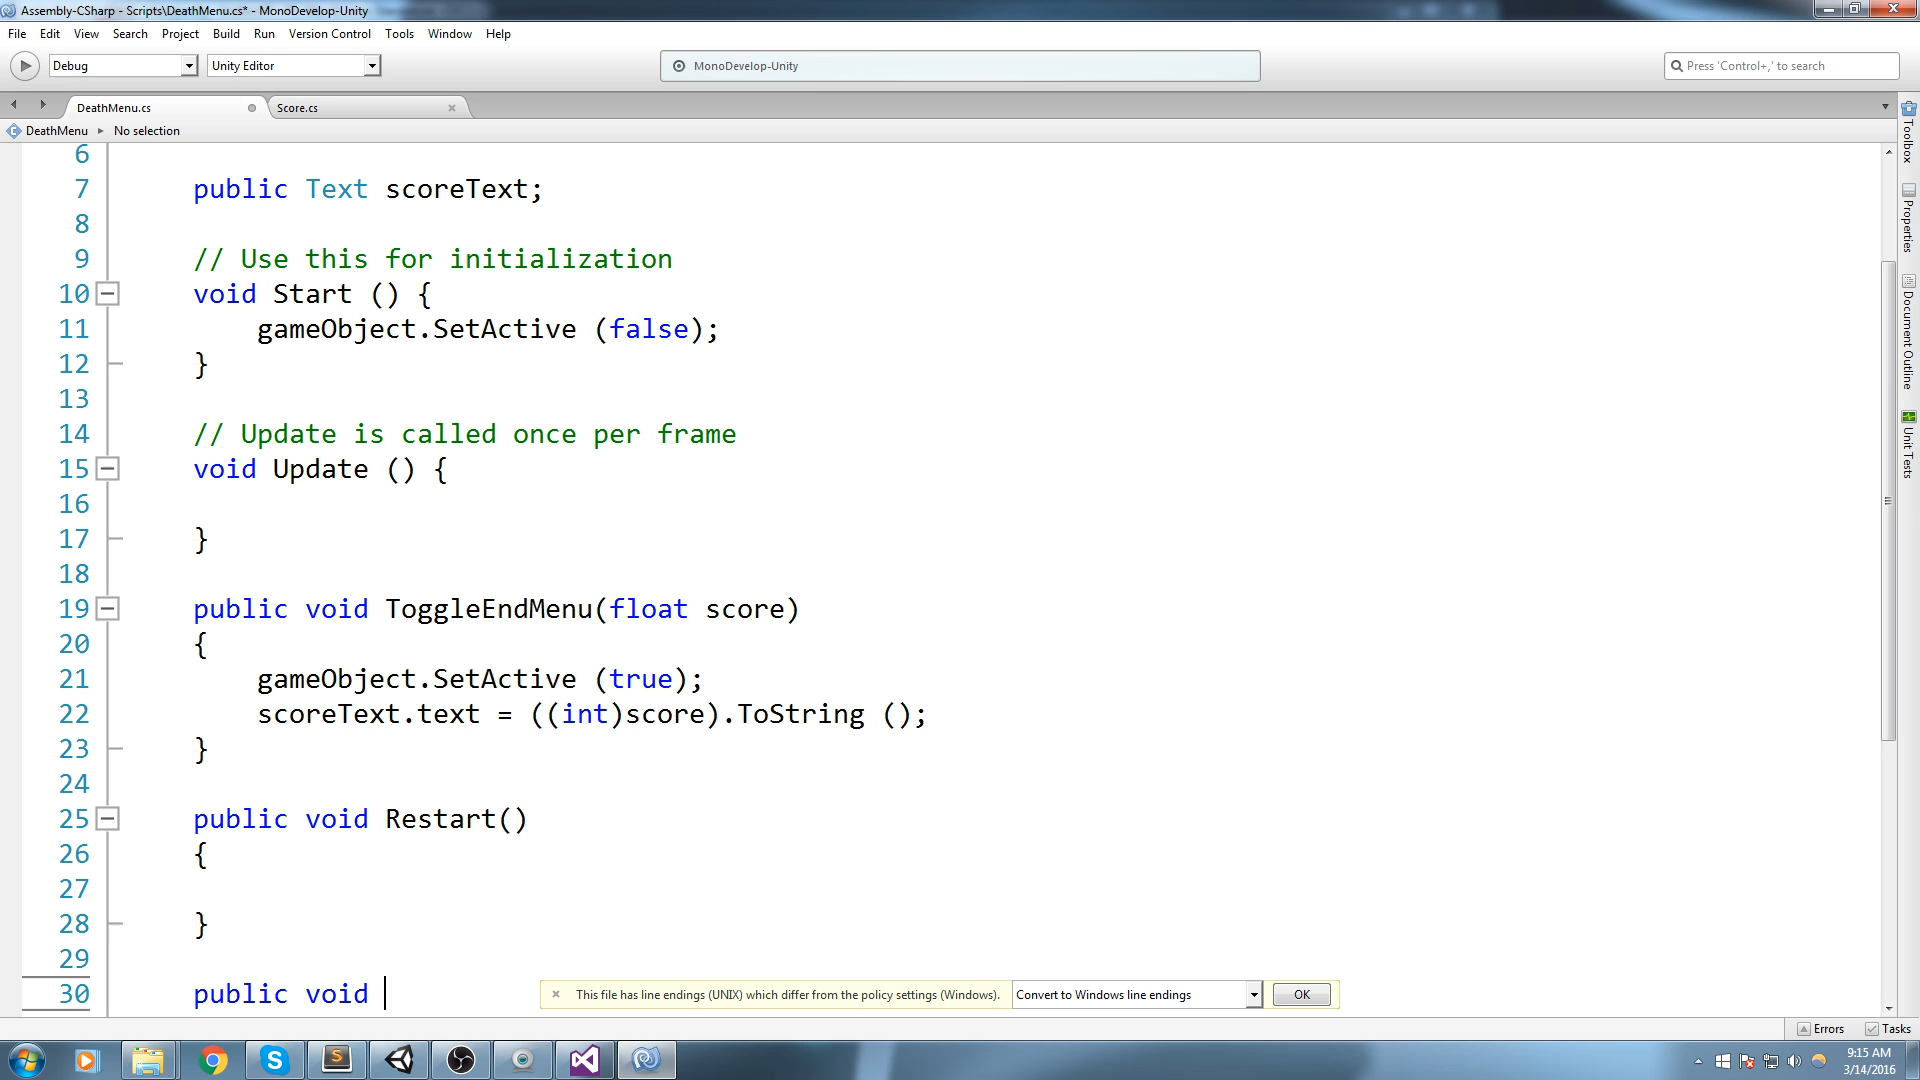 Assembly-CSharp - Scripts\DeathMenu.cs* - MonoDevelop-Unity
File Edit View Search Project Build Run Version Control Tools Window Help
Debug Unity Editor MonoDevelop-Unity Press 'Control+,' to search
DeathMenu.cs Score.cs
DeathMenu No selection
Toolbox
Properties
Document Outline
Unit Tests
6
7 public Text scoreText;
8
9 // Use this for initialization
10 void Start () {
11 gameObject.SetActive (false);
12 }
13
14 // Update is called once per frame
15 void Update () {
16
17 }
18
19 public void ToggleEndMenu(float score)
20 {
21 gameObject.SetActive (true);
22 scoreText.text = ((int)score).ToString ();
23 }
24
25 public void Restart()
26 {
27
28 }
29
30 public void
This file has line endings (UNIX) which differ from the policy settings (Windows). Convert to Windows line endings OK
Errors Tasks
9:15 AM
3/14/2016